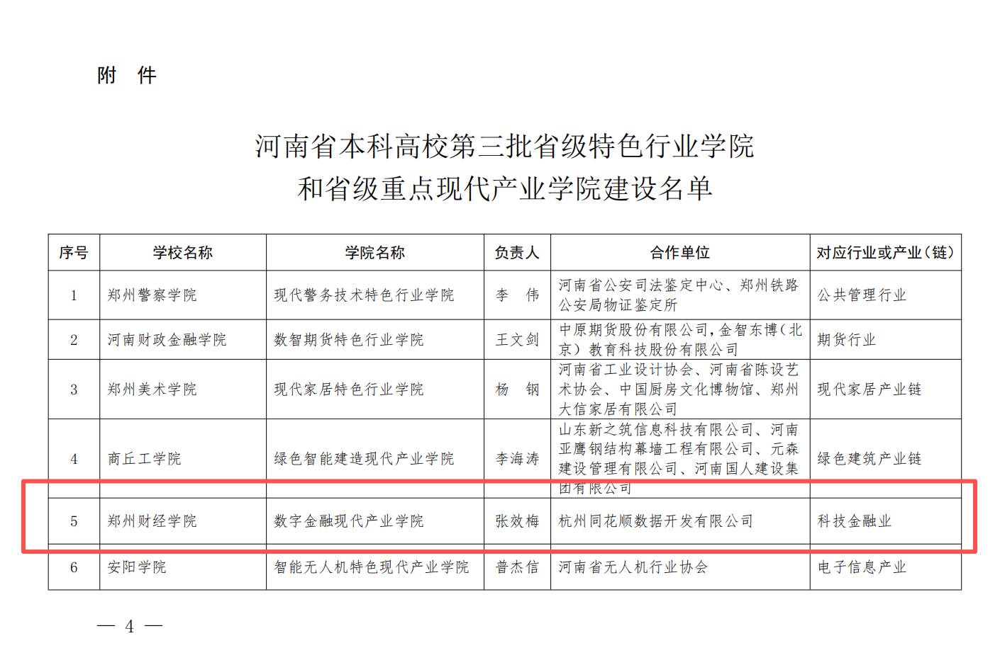 附 件
河南省本科高校第三批省级特色行业学院
和省级重点现代产业学院建设名单
序号 学校名称 学院名称 负责人 合作单位 对应行业或产业（链）
1 郑州警察学院 现代警务技术特色行业学院 李 伟 河南省公安司法鉴定中心、郑州铁路
公安局物证鉴定所 公共管理行业
2 河南财政金融学院 数智期货特色行业学院 王文剑 中原期货股份有限公司，金智东博（北
京）教育科技股份有限公司 期货行业
3 郑州美术学院 现代家居特色行业学院 杨 钢 河南省工业设计协会、河南省陈设艺
术协会、中国厨房文化博物馆、郑州
大信家居有限公司 现代家居产业链
4 商丘工学院 绿色智能建造现代产业学院 李海涛 山东新之筑信息科技有限公司、河南
亚鹰钢结构幕墙工程有限公司、元森
建设管理有限公司、河南国人建设集
团有限公司 绿色建筑产业链
5 郑州财经学院 数字金融现代产业学院 张效梅 杭州同花顺数据开发有限公司 科技金融业
6 安阳学院 智能无人机特色现代产业学院 普杰信 河南省无人机行业协会 电子信息产业
— 4 —